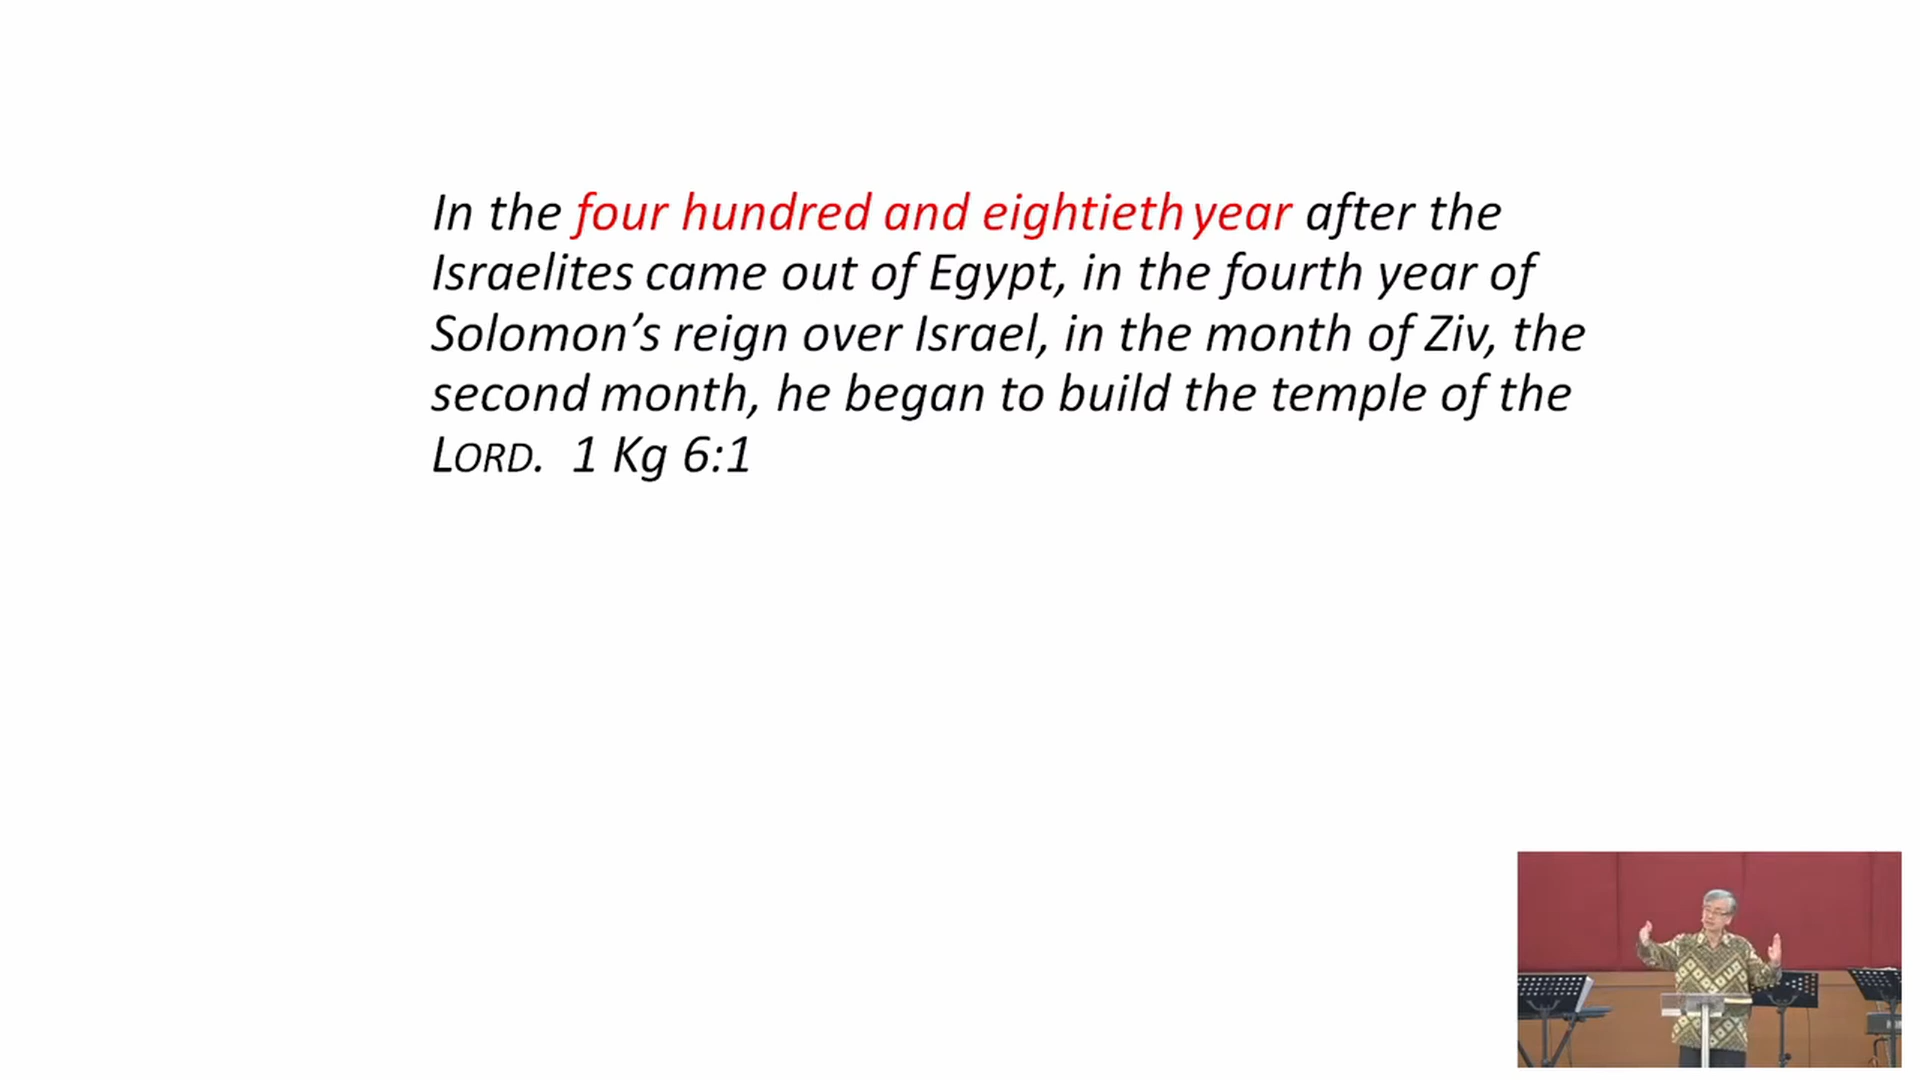 In the four hundred and eightieth year after the
Israelites came out of Egypt, in the fourth year of
Solomon’s reign over Israel, in the month of Ziv, the
second month, he began to build the temple of the
LORD. 1 Kg 6:1